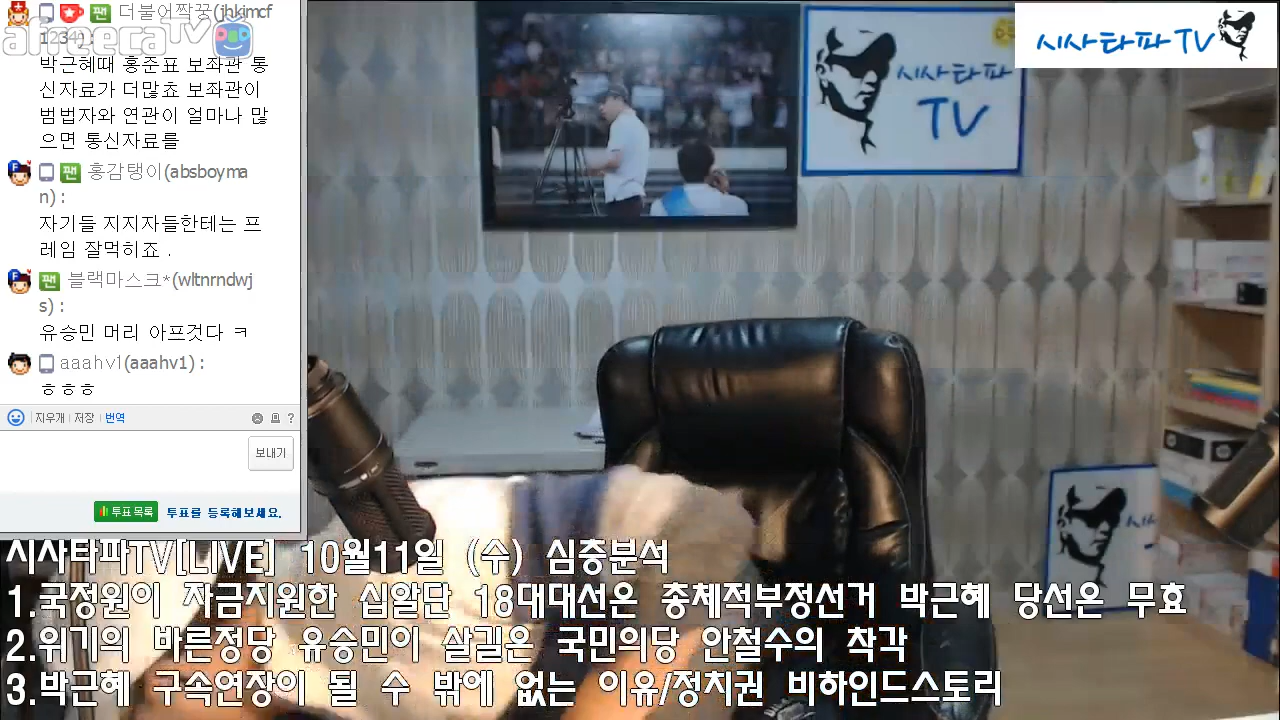 팬 더불어짝꿍(jhkimcf
1234) :
afreecaTV
박근혜때 홍준표 보좌관 통
신자료가 더많죠 보좌관이
범법자와 연관이 얼마나 많
으면 통신자료를
팬 홍감탱이(absboyma
n) :
자기들 지지자들한테는 프
레임 잘먹히죠 .
팬 블랙마스크*(wltnrndwj
s) :
유승민 머리 아프것다 ㅋ
aaahv1(aaahv1) :
ㅎㅎㅎ
지우개 저장 번역
?
보내기
투표목록 투표를 등록해보세요.
시사타파TV
시사타파
TV
hp
시사타파TV[LIVE] 10월11일 (수) 심층분석
1.국정원이 자금지원한 십알단 18대대선은 총체적부정선거 박근혜 당선은 무효
2.위기의 바른정당 유승민이 살길은 국민의당 안철수의 착각
3.박근혜 구속연장이 될 수 밖에 없는 이유/정치권 비하인드스토리